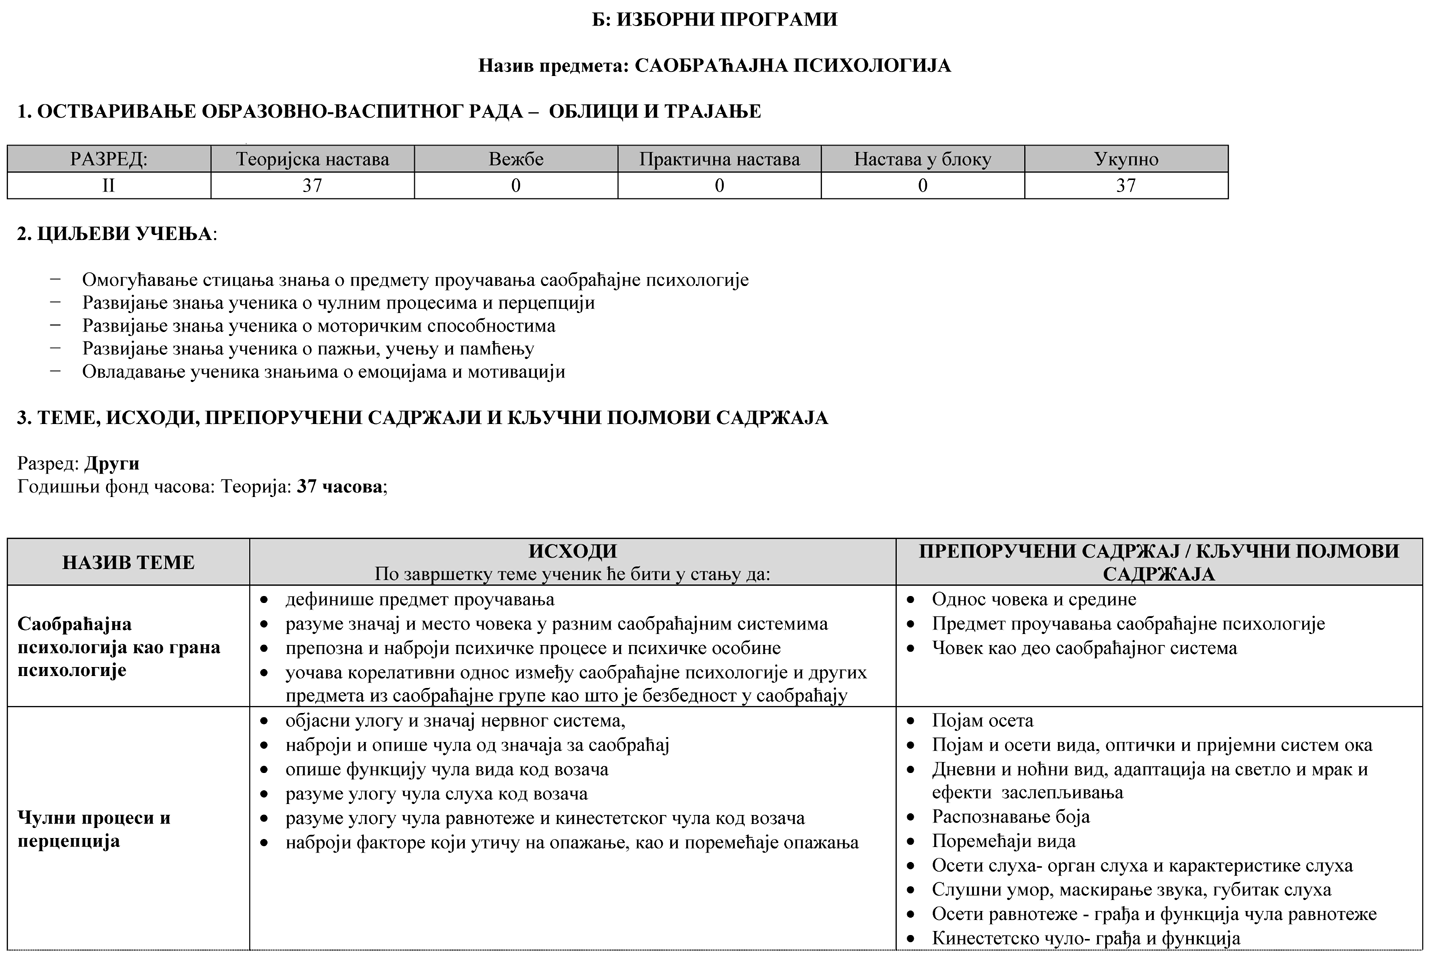 Б: ИЗБОРНИ ПРОГРАМИ
Назив предмета: САОБРАЋАЈНА ПСИХОЛОГИЈА
1. ОСТВАРИВАЊЕ ОБРАЗОВНО-ВАСПИТНОГ РАДА – ОБЛИЦИ И ТРАЈАЊЕ
РАЗРЕД: Теоријска настава Вежбе Практична настава Настава у блоку Укупно
II 37 0 0 0 37
2. ЦИЉЕВИ УЧЕЊА:
− Омогућавање стицања знања о предмету проучавања саобраћајне психологије
− Развијање знања ученика о чулним процесима и перцепцији
− Развијање знања ученика о моторичким способностима
− Развијање знања ученика о пажњи, учењу и памћењу
− Овладавање ученика знањима о емоцијама и мотивацији
3. ТЕМЕ, ИСХОДИ, ПРЕПОРУЧЕНИ САДРЖАЈИ И КЉУЧНИ ПОЈМОВИ САДРЖАЈА
Разред: Други
Годишњи фонд часова: Теорија: 37 часова;
НАЗИВ ТЕМЕ
ИСХОДИ
По завршетку теме ученик ће бити у стању да:
ПРЕПОРУЧЕНИ САДРЖАЈ / КЉУЧНИ ПОЈМОВИ
САДРЖАЈА
Саобраћајна
психологија као грана
психологије
• дефинише предмет проучавања
• разуме значај и место човека у разним саобраћајним системима
• препозна и наброји психичке процесе и психичке особине
• уочава корелативни однос између саобраћајне психологије и других
предмета из саобраћајне групе као што је безбедност у саобраћају
• Однос човека и средине
• Предмет проучавања саобраћајне психологије
• Човек као део саобраћајног система
Чулни процеси и
перцепција
• објасни улогу и значај нервног система,
• наброји и опише чула од значаја за саобраћај
• опише функцију чула вида код возача
• разуме улогу чула слуха код возача
• разуме улогу чула равнотеже и кинестетског чула код возача
• наброји факторе који утичу на опажање, као и поремећаје опажања
• Појам осета
• Појам и осети вида, оптички и пријемни систем ока
• Дневни и ноћни вид, адаптација на светло и мрак и
ефекти заслепљивања
• Распознавање боја
• Поремећаји вида
• Осети слуха- орган слуха и карактеристике слуха
• Слушни умор, маскирање звука, губитак слуха
• Осети равнотеже - грађа и функција чула равнотеже
• Кинестетско чуло- грађа и функција